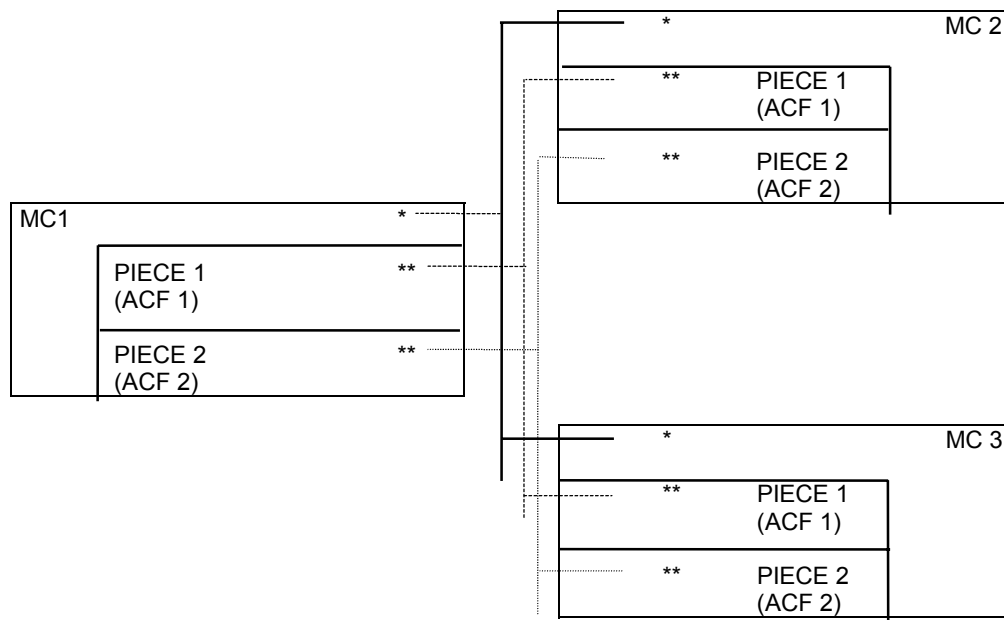 * MC 2
** PIECE 1
(ACF 1)
** PIECE 2
(ACF 2)
MC1 *
PIECE 1 **
(ACF 1)
PIECE 2 **
(ACF 2)
* MC 3
** PIECE 1
(ACF 1)
** PIECE 2
(ACF 2)